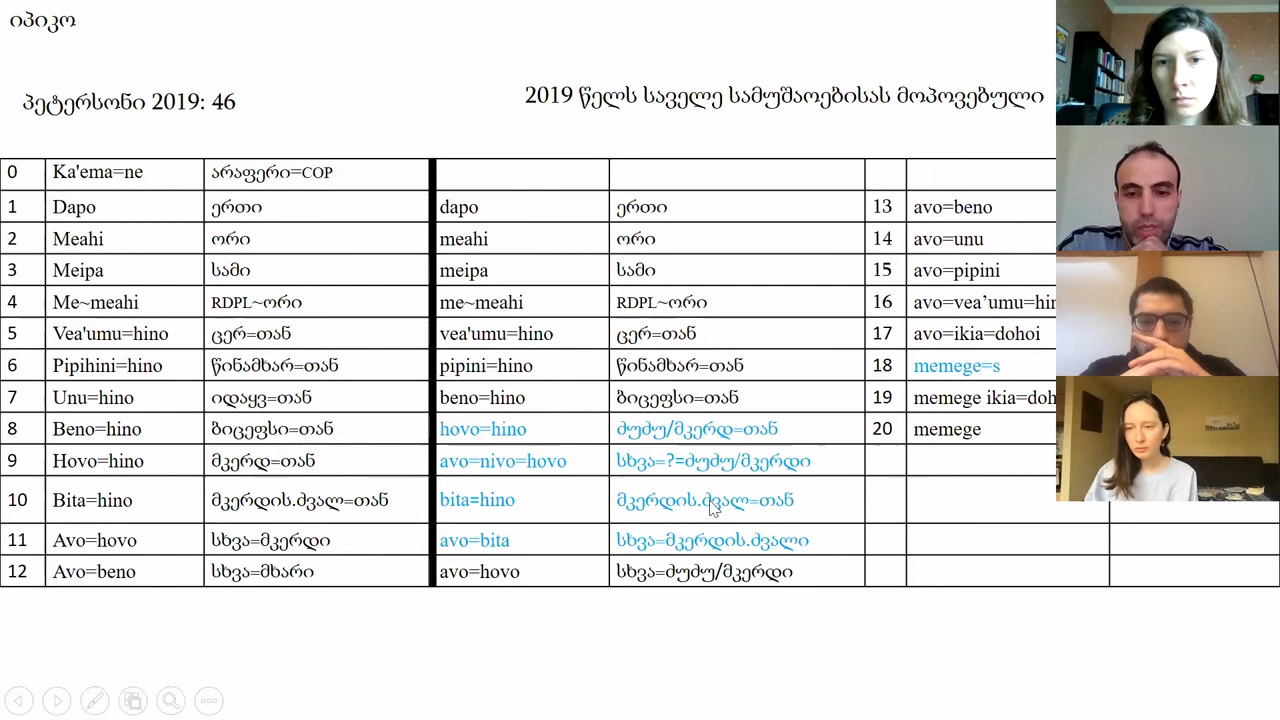 იპიკო
პეტერსონი 2019: 46
2019 წელს საველე სამუშაოებისას მოპოვებული
0 Ka'ema=ne არაფერი=COP
1 Dapo ერთი dapo ერთი 13 avo=beno
2 Meahi ორი meahi ორი 14 avo=unu
3 Meipa სამი meipa სამი 15 avo=pipini
4 Me~meahi RDPL~ორი me~meahi RDPL~ორი 16 avo=vea’umu=hin
5 Vea'umu=hino ცერ=თან vea'umu=hino ცერ=თან 17 avo=ikia=dohoi
6 Pipihini=hino წინამხარ=თან pipini=hino წინამხარ=თან 18 memege=s
7 Unu=hino იდაყვ=თან beno=hino ბიცეფსი=თან 19 memege ikia=doh
8 Beno=hino ბიცეფსი=თან hovo=hino ძუძუ/მკერდ=თან 20 memege
9 Hovo=hino მკერდ=თან avo=nivo=hovo სხვა=?=ძუძუ/მკერდი
10 Bita=hino მკერდის.ძვალ=თან bita=hino მკერდის.ძვალ=თან
11 Avo=hovo სხვა=მკერდი avo=bita სხვა=მკერდის.ძვალი
12 Avo=beno სხვა=მხარი avo=hovo სხვა=ძუძუ/მკერდი